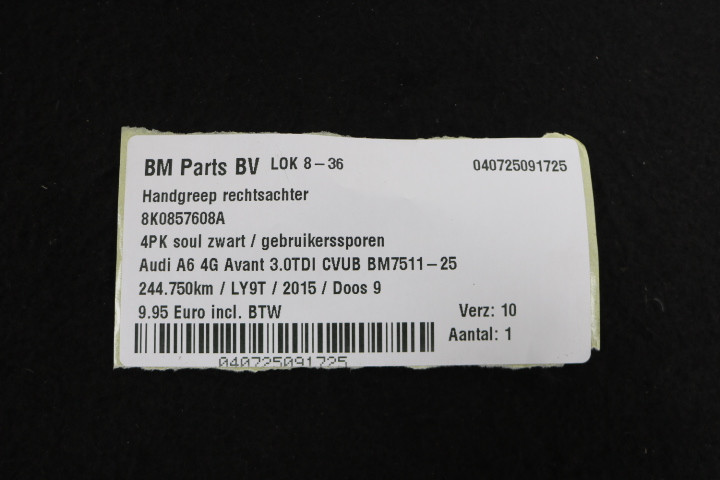 BM Parts BV LOK 8-36 040725091725
Handgreep rechtsachter
8K0857608A
4PK soul zwart / gebruikerssporen
Audi A6 4G Avant 3.0TDI CVUB BM7511-25
244.750km / LY9T / 2015 / Doos 9
9.95 Euro incl. BTW Verz: 10
Aantal: 1
040725091725